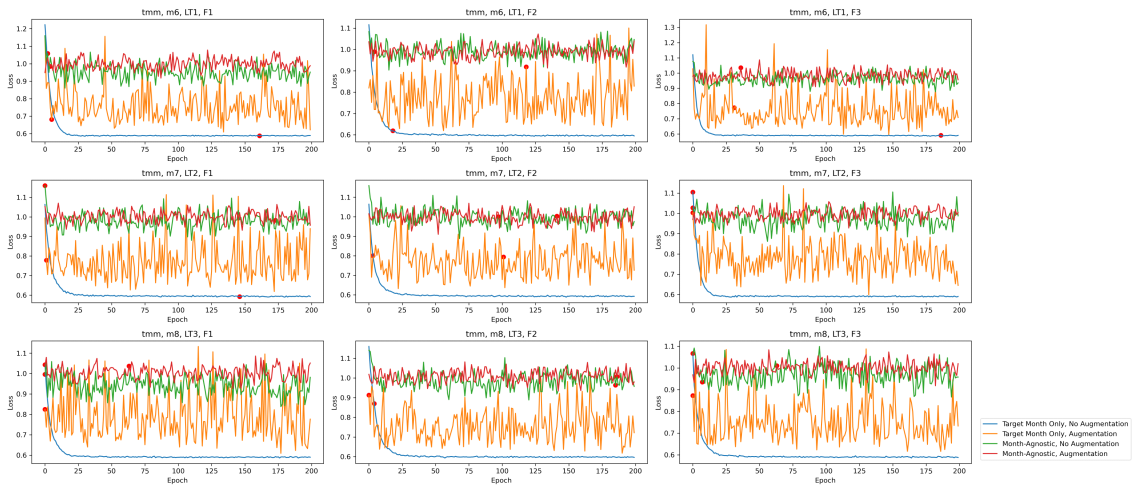 tmm, m6, LT1, F1
1.2
1.1
1.0
0.9
0.8
0.7
0.6
Loss
0 25 50 75 100 125 150 175 200
Epoch
tmm, m6, LT1, F2
1.1
1.0
0.9
0.8
0.7
0.6
Loss
0 25 50 75 100 125 150 175 200
Epoch
tmm, m6, LT1, F3
1.3
1.2
1.1
1.0
0.9
0.8
0.7
0.6
Loss
0 25 50 75 100 125 150 175 200
Epoch
tmm, m7, LT2, F1
1.1
1.0
0.9
0.8
0.7
0.6
Loss
0 25 50 75 100 125 150 175 200
Epoch
tmm, m7, LT2, F2
1.1
1.0
0.9
0.8
0.7
0.6
Loss
0 25 50 75 100 125 150 175 200
Epoch
tmm, m7, LT2, F3
1.1
1.0
0.9
0.8
0.7
0.6
Loss
0 25 50 75 100 125 150 175 200
Epoch
tmm, m8, LT3, F1
1.1
1.0
0.9
0.8
0.7
0.6
Loss
0 25 50 75 100 125 150 175 200
Epoch
tmm, m8, LT3, F2
1.1
1.0
0.9
0.8
0.7
0.6
Loss
0 25 50 75 100 125 150 175 200
Epoch
tmm, m8, LT3, F3
1.1
1.0
0.9
0.8
0.7
0.6
Loss
0 25 50 75 100 125 150 175 200
Epoch
Target Month Only, No Augmentation
Target Month Only, Augmentation
Month-Agnostic, No Augmentation
Month-Agnostic, Augmentation